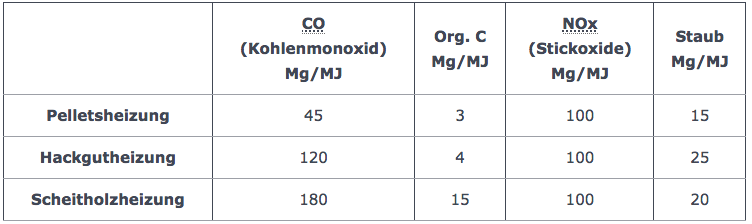 CO
(Kohlenmonoxid)
Mg/MJ
Org. C
Mg/MJ
NOx
(Stickoxide)
Mg/MJ
Staub
Mg/MJ
Pelletsheizung 45 3 100 15
Hackgutheizung 120 4 100 25
Scheitholzheizung 180 15 100 20